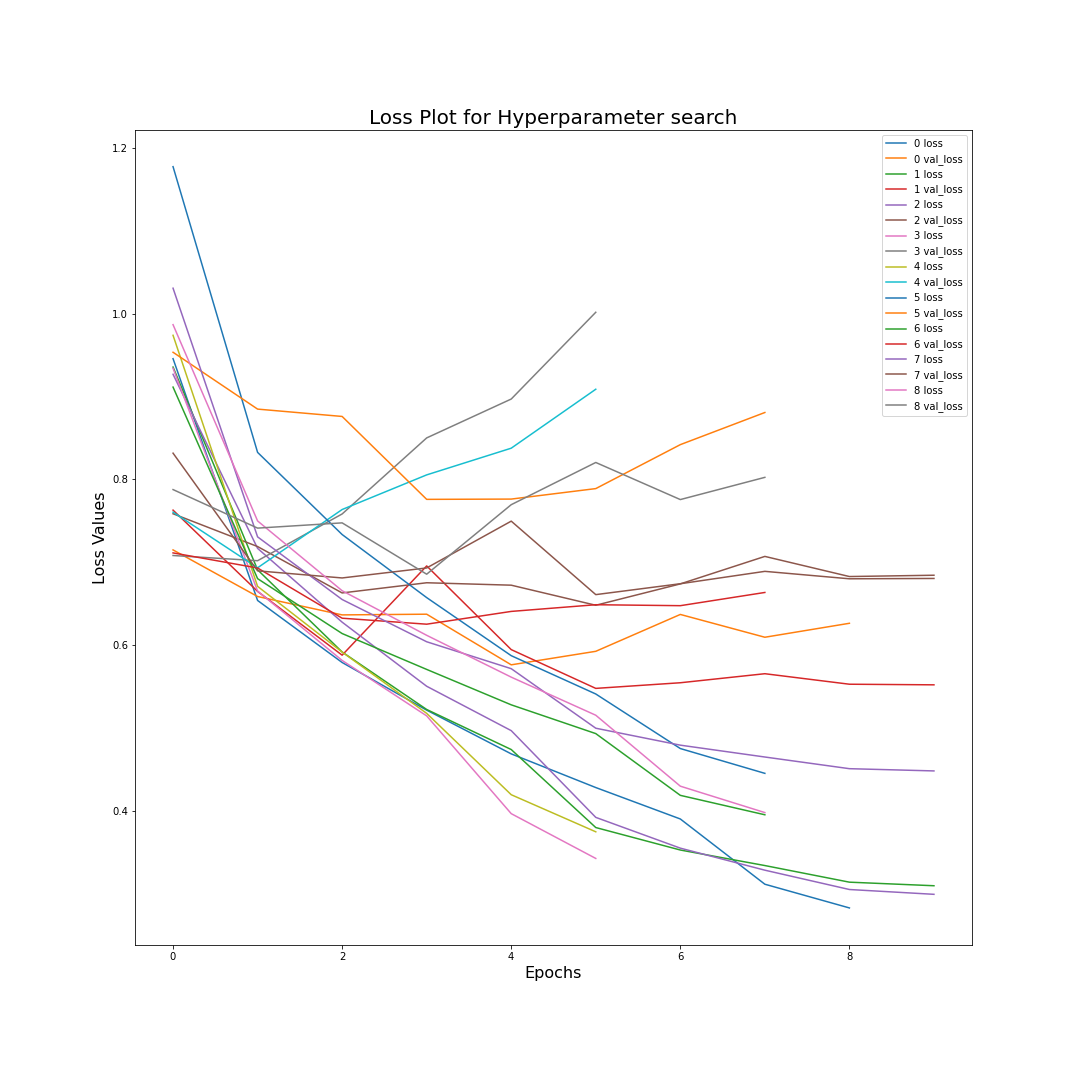 Loss Plot for Hyperparameter search
1.2
1.0
0.8
0.6
0.4
Loss Values
0 loss
0 val_loss
1 loss
1 val_loss
2 loss
2 val_loss
3 loss
3 val_loss
4 loss
4 val_loss
5 loss
5 val_loss
6 loss
6 val_loss
7 loss
7 val_loss
8 loss
8 val_loss
0 2 4 6 8
Epochs